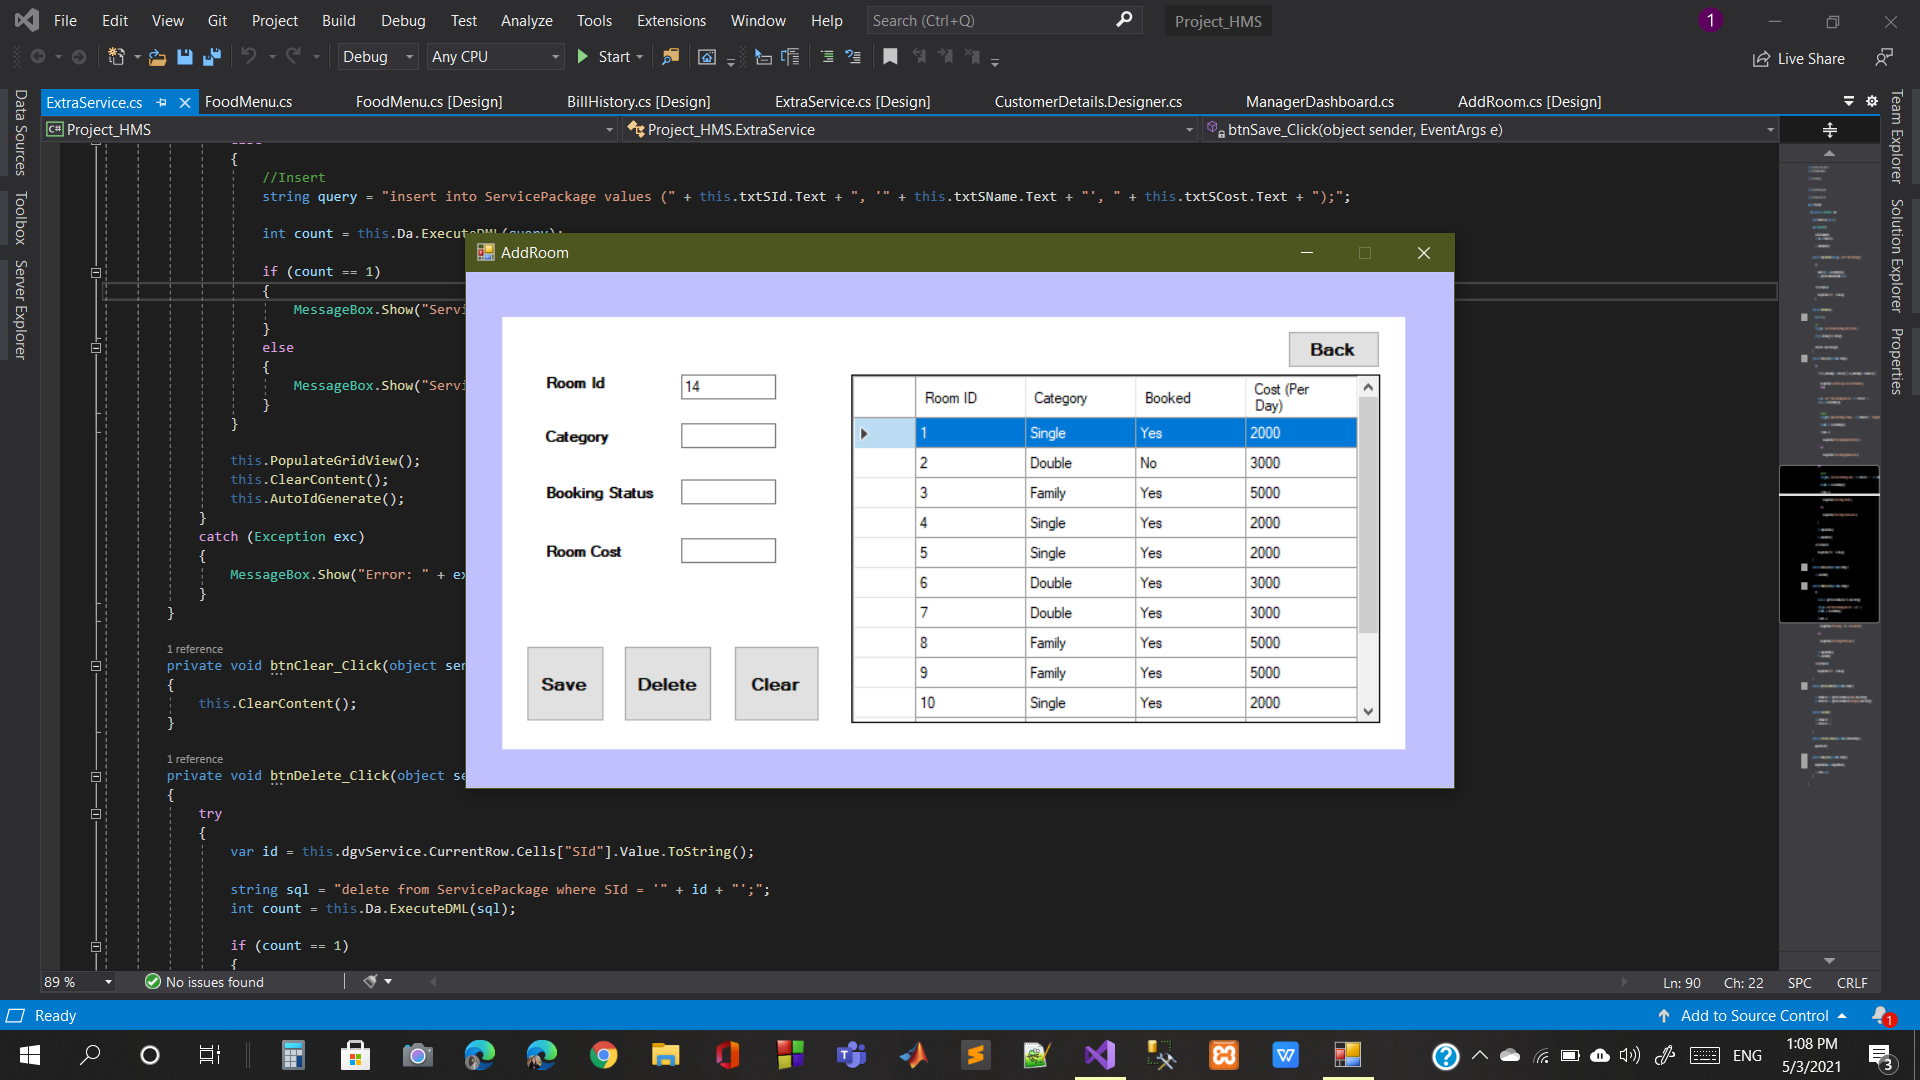 File Edit View Git Project Build Debug Test Analyze Tools Extensions Window Help Search (Ctrl+Q) Project_HMS 1
Debug Any CPU Start Live Share
ExtraService.cs FoodMenu.cs FoodMenu.cs [Design] BillHistory.cs [Design] ExtraService.cs [Design] CustomerDetails.Designer.cs ManagerDashboard.cs AddRoom.cs [Design]
C# Project_HMS Project_HMS.ExtraService btnSave_Click(object sender, EventArgs e)
Data Sources
Toolbox
Server Explorer
Team Explorer
Solution Explorer
Properties
{
//Insert
string query = "insert into ServicePackage values (" + this.txtSId.Text + ", '" + this.txtSName.Text + "', " + this.txtSCost.Text + ");";
int count = this.Da.ExecuteDML(query);
if (count == 1)
{
MessageBox.Show("Servi
}
else
{
MessageBox.Show("Servi
}
}
this.PopulateGridView();
this.ClearContent();
this.AutoIdGenerate();
}
catch (Exception exc)
{
MessageBox.Show("Error: " + ex
}
}
1 reference
private void btnClear_Click(object sen
{
this.ClearContent();
}
1 reference
private void btnDelete_Click(object se
{
try
{
var id = this.dgvService.CurrentRow.Cells["SId"].Value.ToString();
string sql = "delete from ServicePackage where SId = '" + id + "';";
int count = this.Da.ExecuteDML(sql);
if (count == 1)
{
AddRoom
Back
Room Id 14
Category
Booking Status
Room Cost
Save Delete Clear
Room ID Category Booked Cost (Per Day)
1 Single Yes 2000
2 Double No 3000
3 Family Yes 5000
4 Single Yes 2000
5 Single Yes 2000
6 Double Yes 3000
7 Double Yes 3000
8 Family Yes 5000
9 Family Yes 5000
10 Single Yes 2000
89 % No issues found Ln: 90 Ch: 22 SPC CRLF
Ready Add to Source Control 1
ENG 1:08 PM
5/3/2021 3